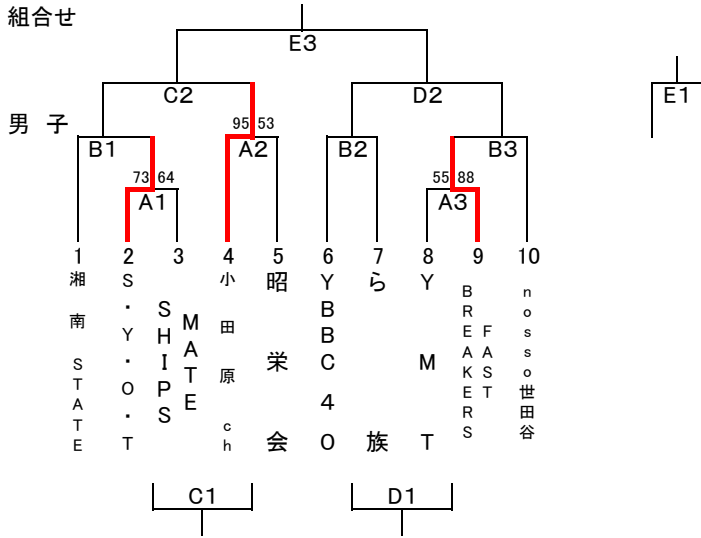 組合せ
E3
C2
D2
E1
男 子
95 53
B1
A2
B2
B3
73 64
55 88
A1
A3
1
2
3
4
5
6
7
8
9
10
湘南 STATE
S・Y・O・T
SHIPS
MATE
小田原 ch
昭栄会
YBBC40
ら族
YMT
BREAKERS
FAST
nosso世田谷
C1
D1